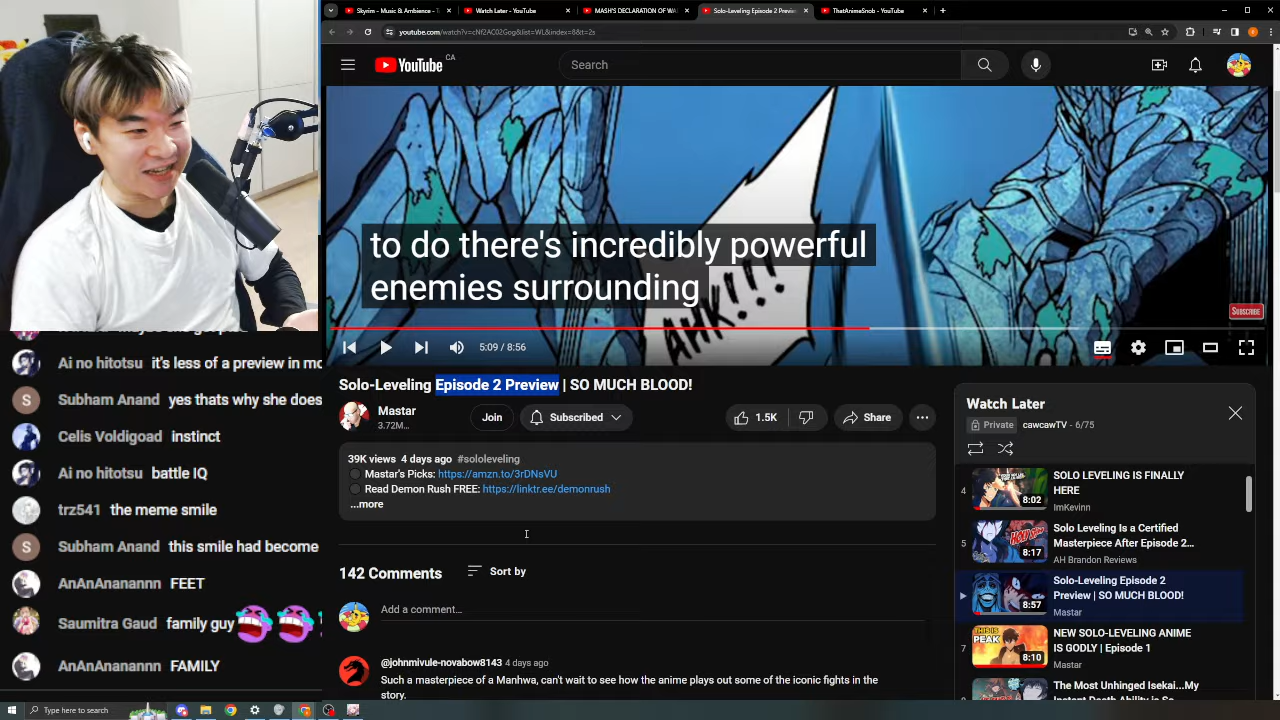 Skyrim - Music & Ambience - T
Watch Later - YouTube
MASH'S DECLARATION OF WA
Solo-Leveling Episode 2 Previe
ThatAnimeSnob - YouTube
youtube.com/watch?v=cNf2AC02Gog&list=WL&index=6&t=2s
YouTube CA
Search
to do there's incredibly powerful
enemies surrounding
AHK!!!
SUBSCRIBE
5:09 / 8:56
Solo-Leveling Episode 2 Preview | SO MUCH BLOOD!
Mastar
3.72M...
Join
Subscribed
1.5K
Share
39K views 4 days ago #sololeveling
Mastar's Picks: https://amzn.to/3rDNsVU
Read Demon Rush FREE: https://linktr.ee/demonrush
...more
142 Comments
Sort by
Add a comment...
@johnmivule-novabow8143 4 days ago
Such a masterpiece of a Manhwa, can't wait to see how the anime plays out some of the iconic fights in the
story.
Watch Later
Private cawcawTV - 6/75
4
SOLO LEVELING IS FINALLY
HERE
ImKevinn
8:02
5
Solo Leveling Is a Certified
Masterpiece After Episode 2...
AH Brandon Reviews
8:17
Solo-Leveling Episode 2
Preview | SO MUCH BLOOD!
Mastar
8:57
7
THIS IS
PEAK
NEW SOLO-LEVELING ANIME
IS GODLY | Episode 1
Mastar
8:10
The Most Unhinged Isekai...My
Ai no hitotsu it's less of a preview in mo
S Subham Anand yes thats why she does
Celis Voldigoad instinct
Ai no hitotsu battle IQ
trz541 the meme smile
S Subham Anand this smile had become
AnAnAnanannn FEET
Saumitra Gaud family guy
AnAnAnanannn FAMILY
Type here to search